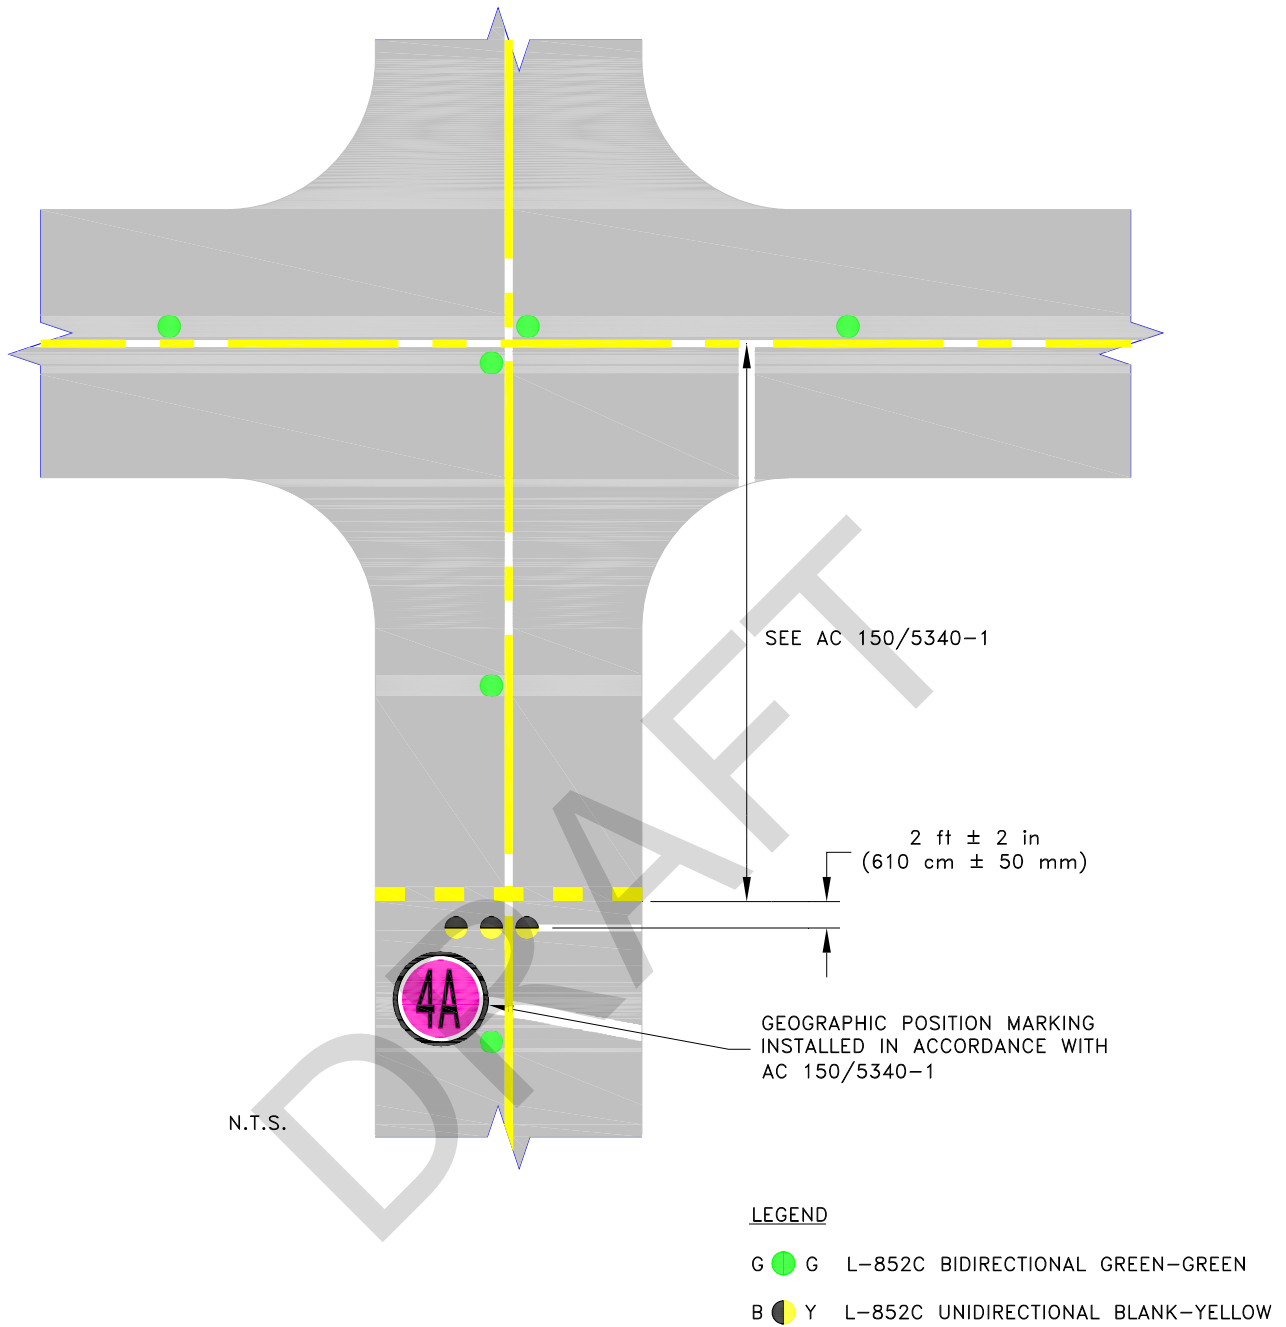 SEE AC 150/5340-1
2 ft ± 2 in
(610 cm ± 50 mm)
4A
GEOGRAPHIC POSITION MARKING
INSTALLED IN ACCORDANCE WITH
AC 150/5340-1
N.T.S.
DRAFT
LEGEND
G G L-852C BIDIRECTIONAL GREEN-GREEN
B Y L-852C UNIDIRECTIONAL BLANK-YELLOW